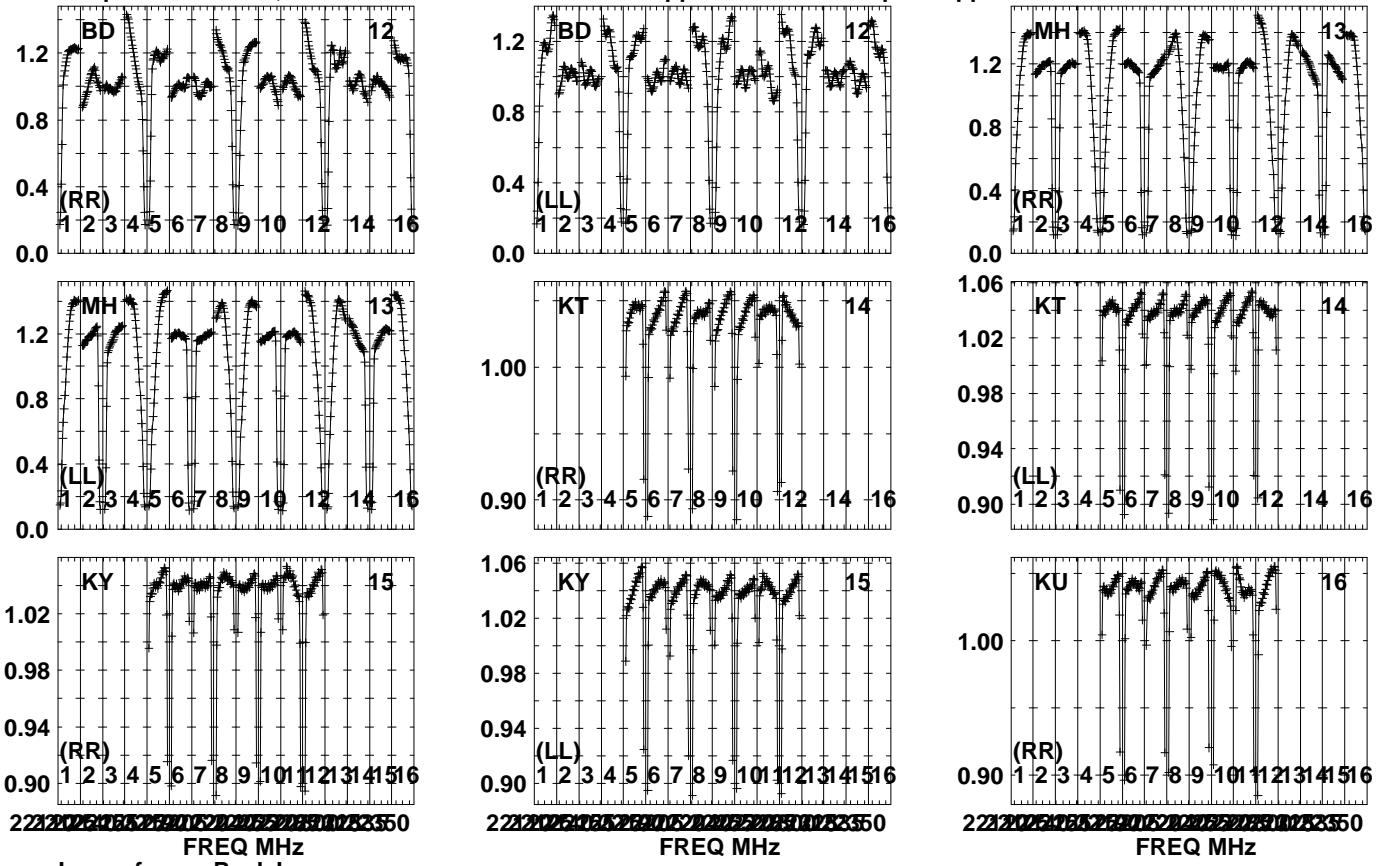 BD 12
1.2
0.8
0.4
0.0
(RR)
1 2 3 4 5 6 7 8 9 10 12 14 16
BD 12
1.2
0.8
0.4
0.0
(LL)
1 2 3 4 5 6 7 8 9 10 12 14 16
MH 13
1.2
0.8
0.4
0.0
(RR)
1 2 3 4 5 6 7 8 9 10 12 14 16
MH 13
1.2
0.8
0.4
0.0
(LL)
1 2 3 4 5 6 7 8 9 10 12 14 16
KT 14
1.00
0.90
(RR)
1 2 3 4 5 6 7 8 9 10 12 14 16
KT 14
1.06
1.02
0.98
0.94
0.90
(LL)
1 2 3 4 5 6 7 8 9 10 12 14 16
KY 15
1.02
0.98
0.94
0.90
(RR)
1 2 3 4 5 6 7 8 9 10 11 12 13 14 15 16
FREQ MHz
KY 15
1.06
1.02
0.98
0.94
0.90
(LL)
1 2 3 4 5 6 7 8 9 10 11 12 13 14 15 16
FREQ MHz
KU 16
1.00
0.90
(RR)
1 2 3 4 5 6 7 8 9 10 11 12 13 14 15 16
FREQ MHz